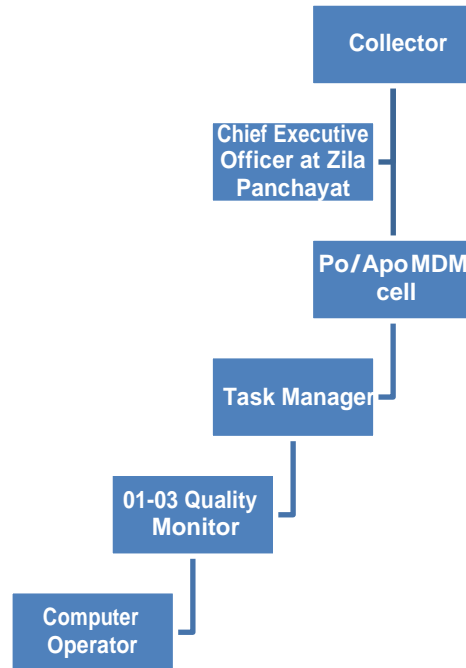 Collector
Chief Executive
Officer at Zila
Panchayat
Po/Apo MDM
cell
Task Manager
01-03 Quality
Monitor
Computer
Operator